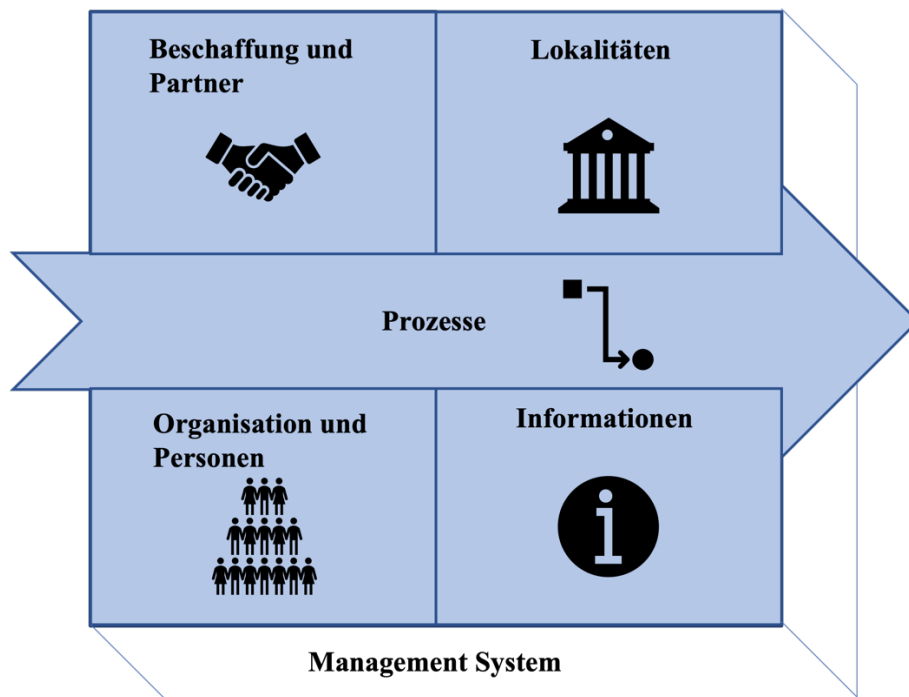 Beschaffung und
Partner
Lokalitäten
Prozesse
Organisation und
Personen
Informationen
Management System